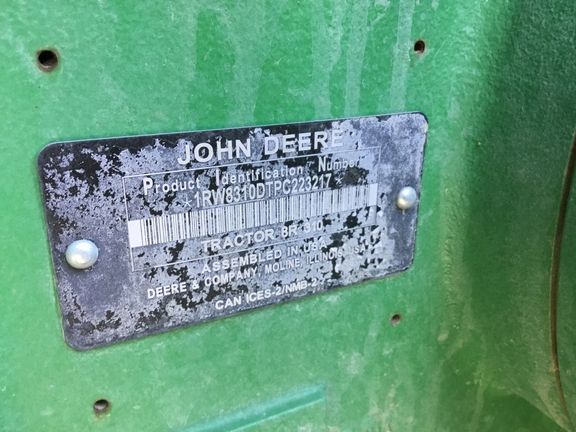 JOHN DEERE
Product Identification Number
*1RW8310DTPC223217*
TRACTOR 8R 310
ASSEMBLED IN USA
DEERE & COMPANY, MOLINE, ILLINOIS, USA
CAN ICES-2/NMB-2